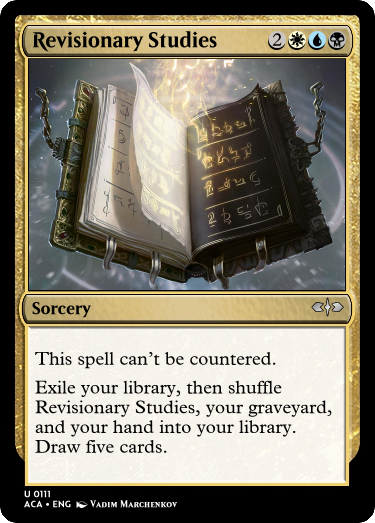 Revisionary Studies 2
Sorcery
This spell can't be countered.
Exile your library, then shuffle
Revisionary Studies, your graveyard,
and your hand into your library.
Draw five cards.
U 0111
ACA • ENG Vadim Marchenkov